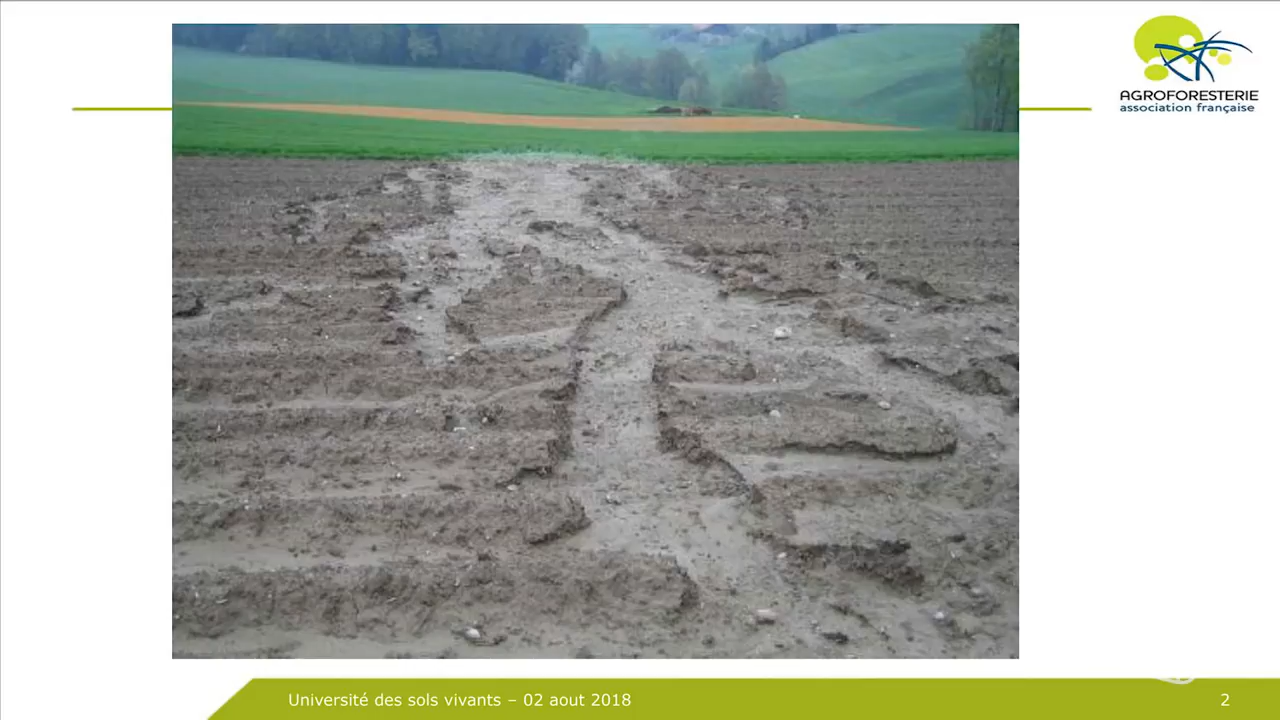 AGROFORESTERIE
association française
Université des sols vivants – 02 aout 2018
2